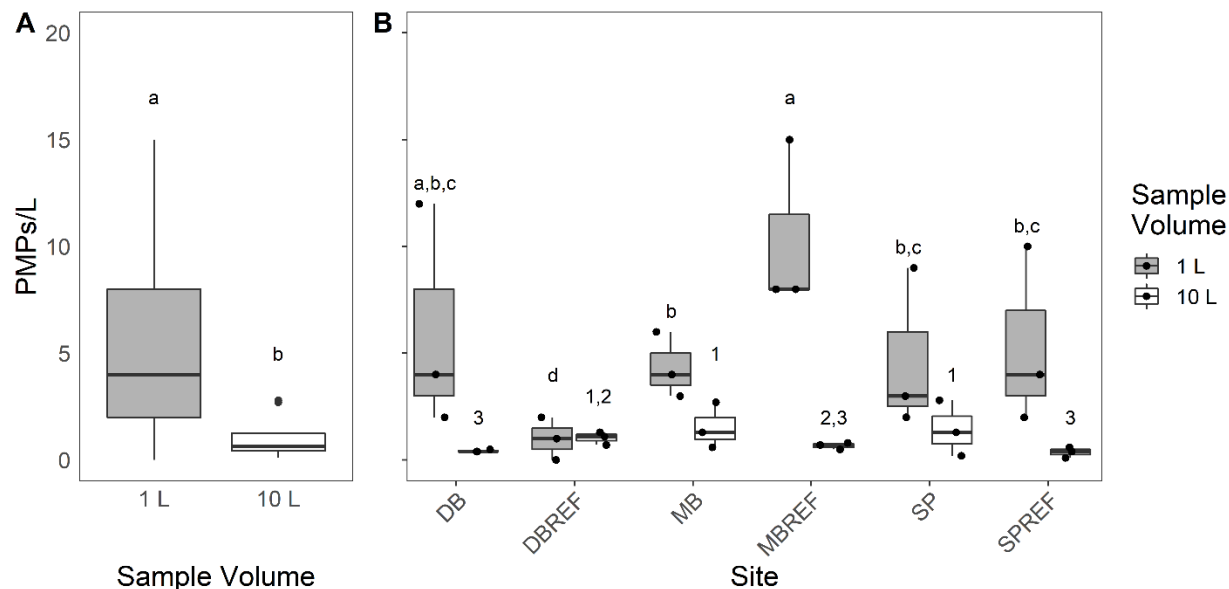 A
B
20
15
10
5
0
PMPs/L
a
b
1 L
10 L
Sample Volume
a,b,c
3
d
1,2
b
1
a
2,3
b,c
1
b,c
3
DB
DBREF
MB
MBREF
SP
SPREF
Site
Sample
Volume
1 L
10 L